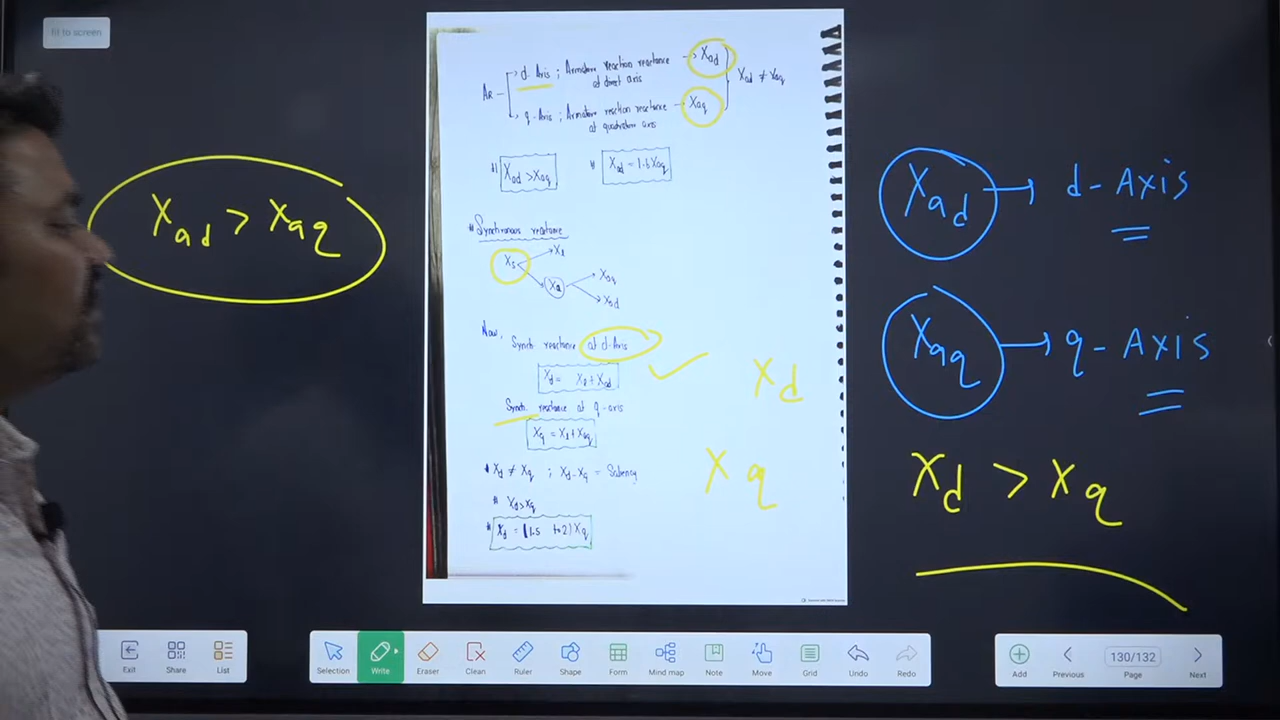 fit to screen
AR
d-Axis ; Armature reaction reactance at direct axis → Xad
q-Axis ; Armature reaction reactance at quadrature axis → Xaq
Xad ≠ Xaq
# Xad > Xaq
# Xad = 1.5 Xaq
# Synchronous reactance
Xs
Xl
Xa
Xaq
Xad
Now,
Synch. reactance at d-Axis
Xd = Xl + Xad
Synch. reactance at q-axis
Xq = Xl + Xaq
* Xd ≠ Xq ; Xd - Xq = Saliency
# Xd > Xq
# Xd = (1.5 to 2) Xq
Xad > Xaq
Xd
Xq
Xad → d-Axis
Xaq → q-Axis
Xd > Xq
Exit
Share
List
Selection
Write
Eraser
Clean
Ruler
Shape
Form
Mind map
Note
Move
Grid
Undo
Redo
Add
Previous
130/132
Page
Next